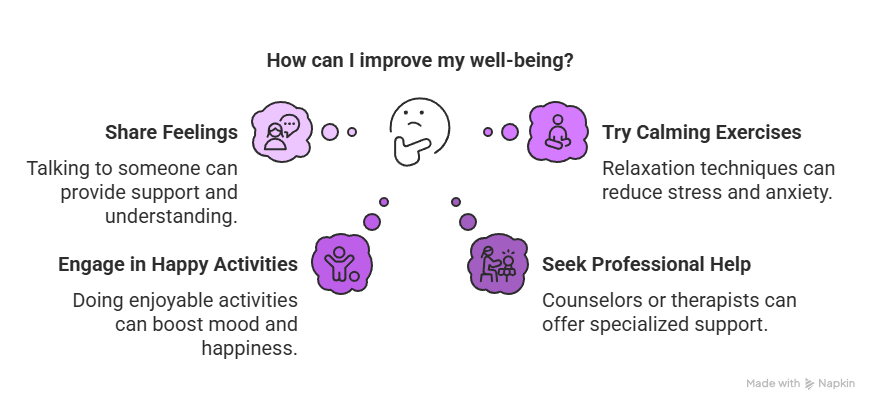 How can I improve my well-being?
Share Feelings
Talking to someone can
provide support and
understanding.
Try Calming Exercises
Relaxation techniques can
reduce stress and anxiety.
Engage in Happy Activities
Doing enjoyable activities
can boost mood and
happiness.
Seek Professional Help
Counselors or therapists can
offer specialized support.
Made with Napkin